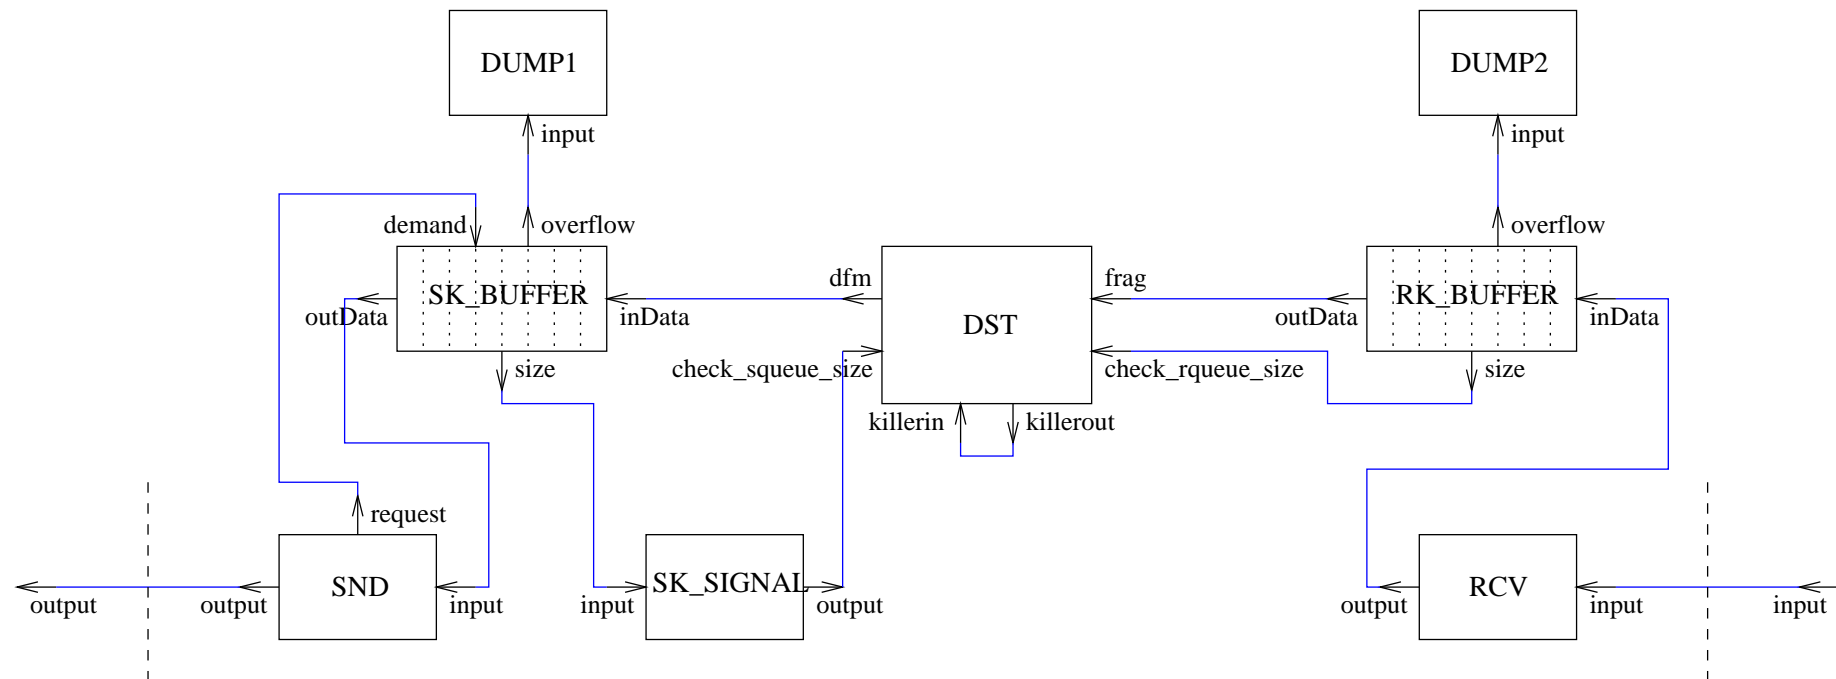 DUMP1
DUMP2
input
input
demand
overflow
overflow
dfm
frag
SK_BUFFER
RK_BUFFER
outData
inData
DST
outData
inData
size
check_squeue_size
check_rqueue_size
size
killerin
killerout
request
SND
SK_SIGNAL
RCV
output
output
input
input
output
output
input
input